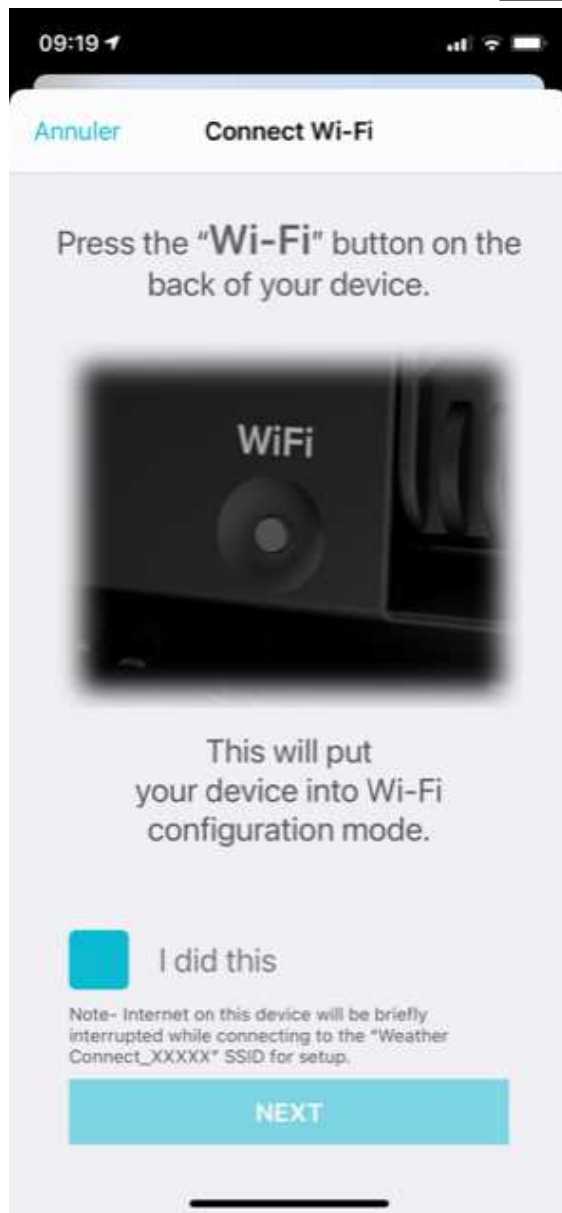 09:19
Annuler
Connect Wi-Fi
Press the “Wi-Fi” button on the
back of your device.
WiFi
This will put
your device into Wi-Fi
configuration mode.
I did this
Note- Internet on this device will be briefly
interrupted while connecting to the “Weather
Connect_XXXXX” SSID for setup.
NEXT